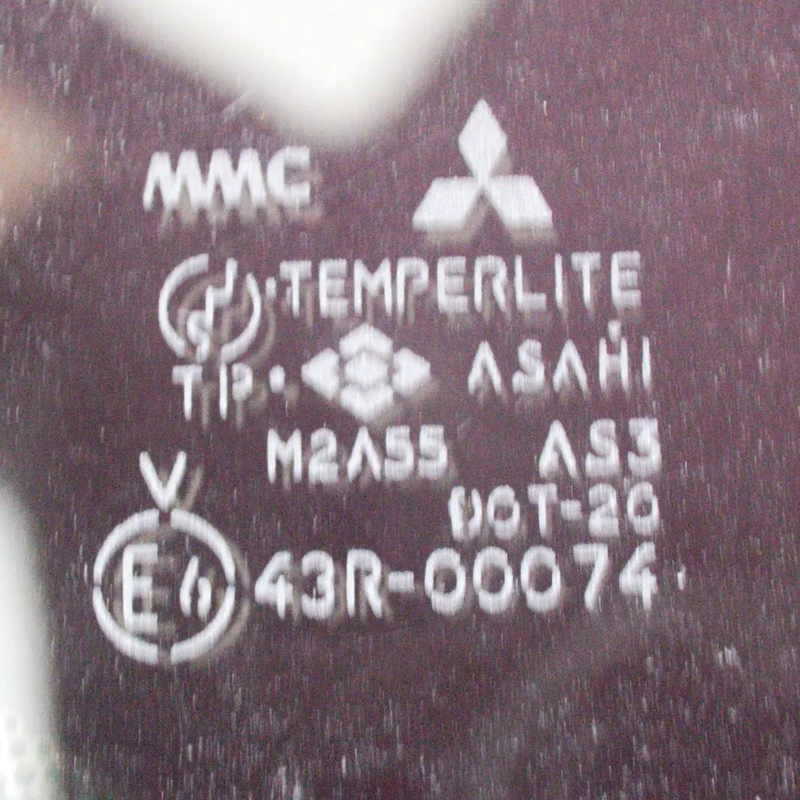 MMC
TEMPERLITE
TP ASAHI
M2A55 AS3
DOT-20
V
E6 43R-00074